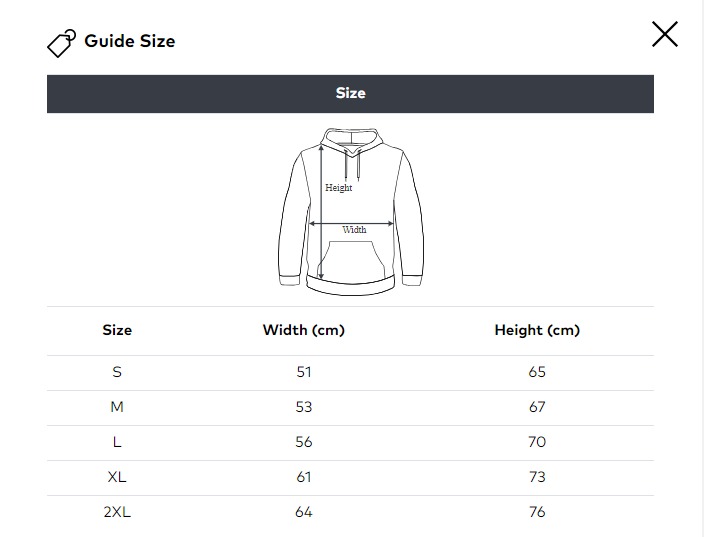 Guide Size
Size
Height
Width
Size Width (cm) Height (cm)
S 51 65
M 53 67
L 56 70
XL 61 73
2XL 64 76